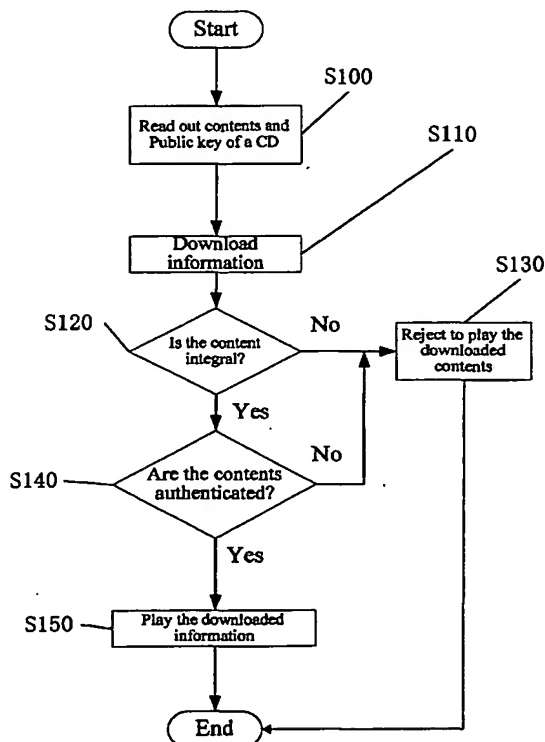 Start
S100
Read out contents and
Public key of a CD
S110
Download
information
S130
S120
Is the content
integral?
No
Reject to play the
downloaded
contents
Yes
S140
Are the contents
authenticated?
No
Yes
S150
Play the downloaded
information
End